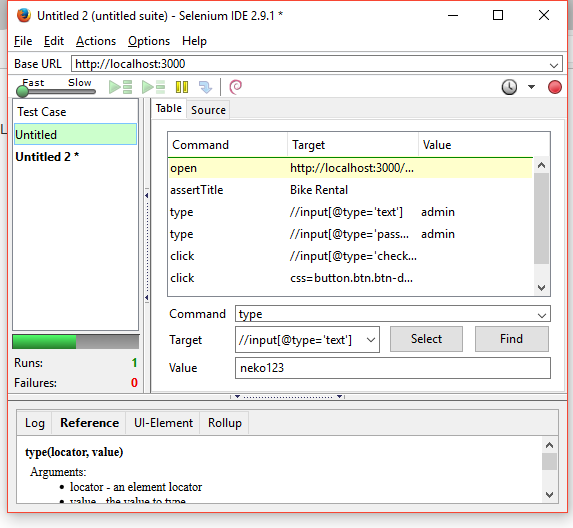 Untitled 2 (untitled suite) - Selenium IDE 2.9.1 *
File Edit Actions Options Help
Base URL http://localhost:3000
Fast Slow
Test Case
Untitled
Untitled 2 *
Runs: 1
Failures: 0
Table Source
Command Target Value
open http://localhost:3000/...
assertTitle Bike Rental
type //input[@type='text'] admin
type //input[@type='pass... admin
click //input[@type='check...
click css=button.btn.btn-d...
Command type
Target //input[@type='text'] Select Find
Value neko123
Log Reference UI-Element Rollup
type(locator, value)
Arguments:
• locator - an element locator
• value - the value to type